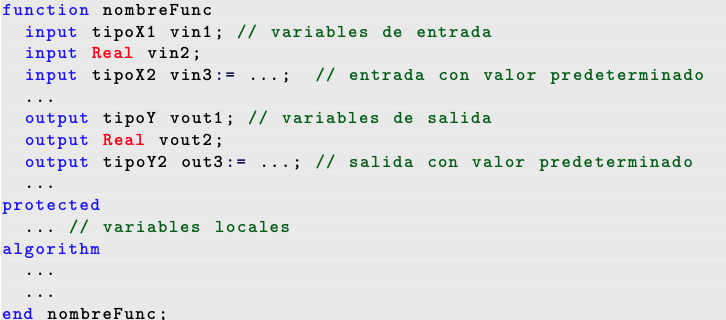 function nombreFunc
  input tipoX1 vin1; // variables de entrada
  input Real vin2;
  input tipoX2 vin3:= ...;  // entrada con valor predeterminado
  ...
  output tipoY vout1; // variables de salida
  output Real vout2;
  output tipoY2 out3:= ...; // salida con valor predeterminado
  ...
protected
  ... // variables locales
algorithm
  ...
  ...
end nombreFunc;